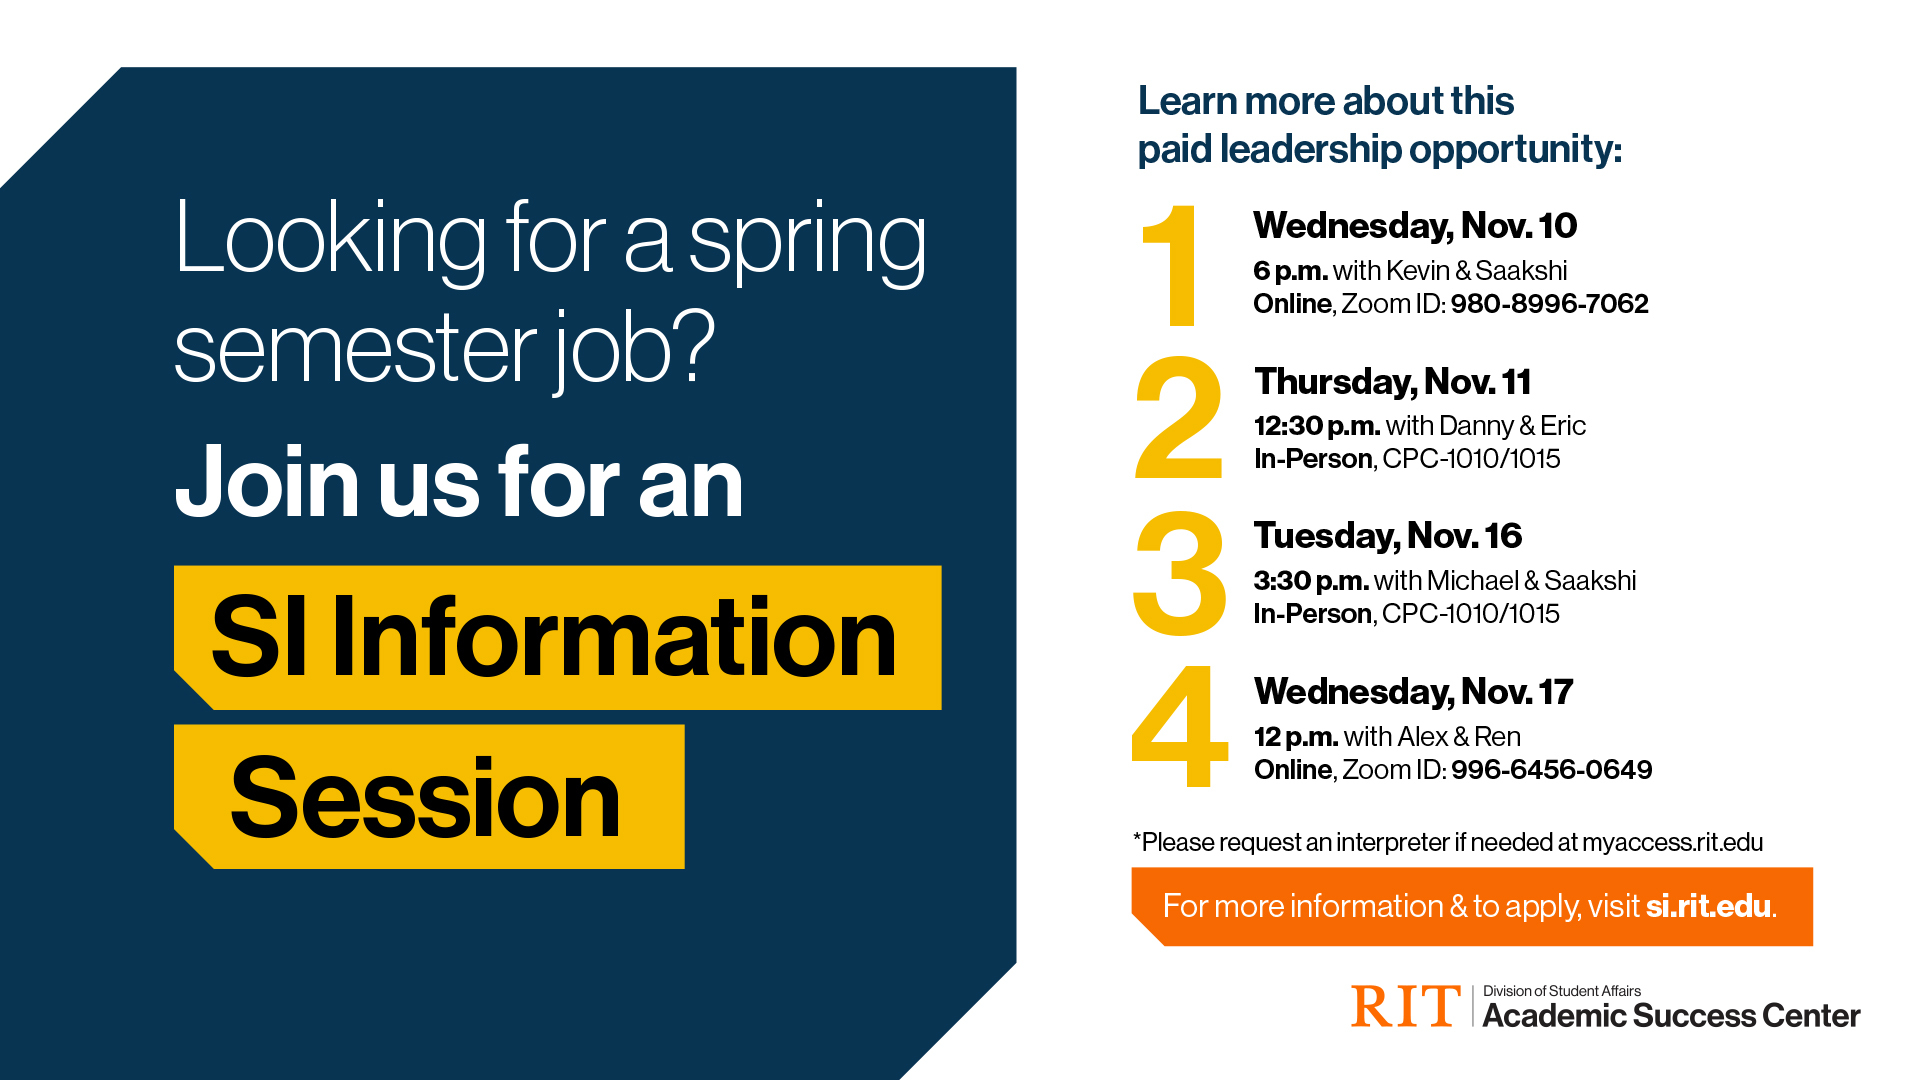 Looking for a spring
semester job?
Join us for an
SI Information
Session
Learn more about this
paid leadership opportunity:
1
Wednesday, Nov. 10
6 p.m. with Kevin & Saakshi
Online, Zoom ID: 980-8996-7062
2
Thursday, Nov. 11
12:30 p.m. with Danny & Eric
In-Person, CPC-1010/1015
3
Tuesday, Nov. 16
3:30 p.m. with Michael & Saakshi
In-Person, CPC-1010/1015
4
Wednesday, Nov. 17
12 p.m. with Alex & Ren
Online, Zoom ID: 996-6456-0649
*Please request an interpreter if needed at myaccess.rit.edu
For more information & to apply, visit si.rit.edu.
RIT
Division of Student Affairs
Academic Success Center